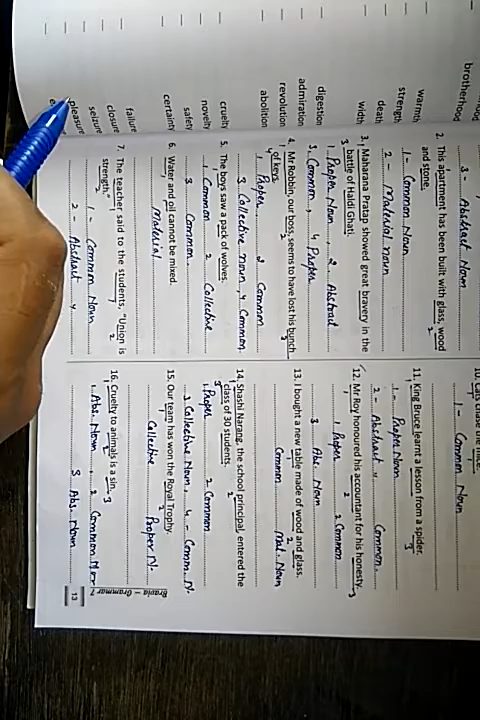 brotherhood
warmth
strength
death
width
digestion
admiration
revolution
abolition
cruelty
novelty
safety
certainty
failure
closure
seizure
pleasure
3 - Abstract Noun
2. This apartment has been built with glass, wood
and stone.
1 - Common Noun
2 - Material noun
3. Maharana Pratap showed great bravery in the
battle of Haldi Ghati.
1 Proper Noun, 2. Abstract
3. Common, 4 Proper
4. Mr Robbin, our boss, seems to have lost his bunch
of keys.
1 Proper 2 Common
3 Collective noun, 4 Common
5. The boys saw a pack of wolves.
1 Common 2 Collective
3 Common
6. Water and oil cannot be mixed.
Material
7. The teacher said to the students, "Union is
strength."
1 - Common Noun
2 - Abstract "
10. Cats chase the mice.
1 - Common Noun
11. King Bruce learnt a lesson from a spider.
1 - Proper Noun
2 - Abstract " Common.
12. Mr Roy honoured his accountant for his honesty.
1 Proper 2 Common
3 Abs. Noun
13. I bought a new table made of wood and glass.
Common Mat. Noun
14. Shashi Narang, the school principal, entered the
class of 30 students.
1. Proper 2 Common
3 Collective Noun, 4 - Comm. N.
15. Our team has won the Royal Trophy.
Collective Proper N.
16. Cruelty to animals is a sin.
1. Abs. Noun, 2 Common N
3 Abs. Noun
Bravia – Grammar 7
13